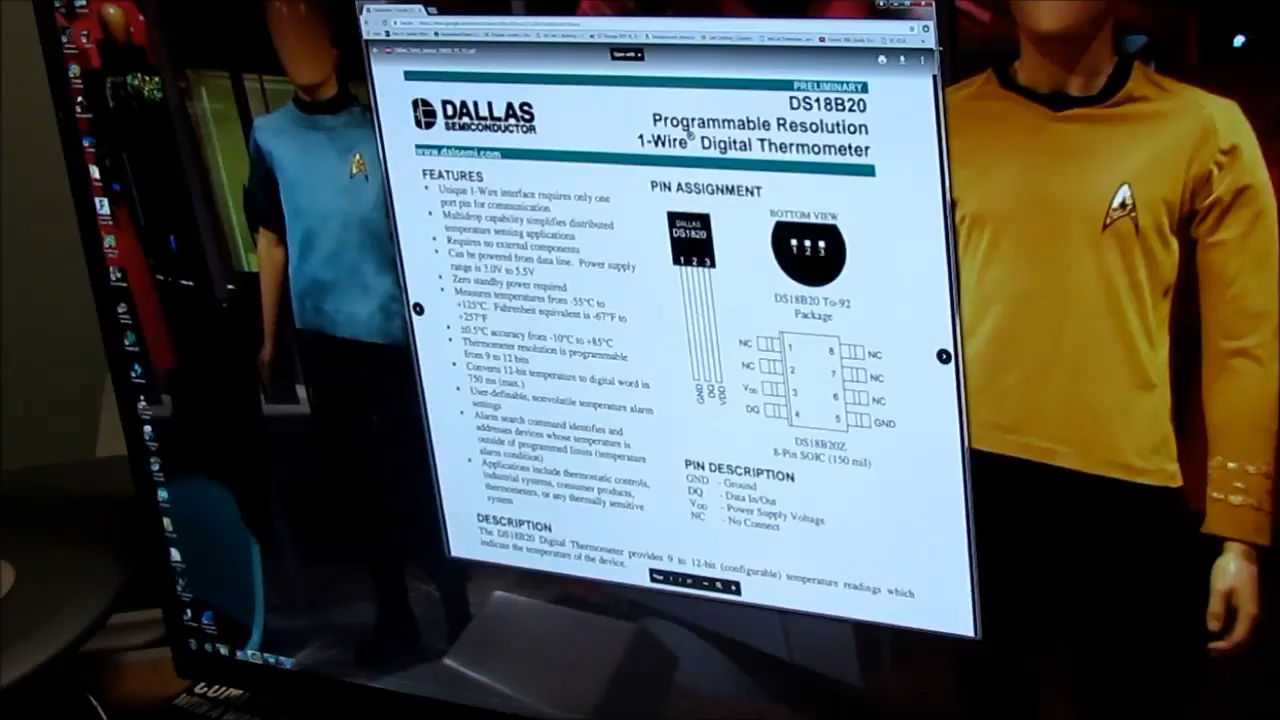 Open with
PRELIMINARY
DALLAS
SEMICONDUCTOR
DS18B20
Programmable Resolution
1-Wire® Digital Thermometer
www.dalsemi.com
FEATURES
• Unique 1-Wire interface requires only one
port pin for communication
• Multidrop capability simplifies distributed
temperature sensing applications
• Requires no external components
• Can be powered from data line. Power supply
range is 3.0V to 5.5V
• Zero standby power required
• Measures temperatures from -55°C to
+125°C. Fahrenheit equivalent is -67°F to
+257°F
• ±0.5°C accuracy from -10°C to +85°C
• Thermometer resolution is programmable
from 9 to 12 bits
• Converts 12-bit temperature to digital word in
750 ms (max.)
• User-definable, nonvolatile temperature alarm
settings
• Alarm search command identifies and
addresses devices whose temperature is
outside of programmed limits (temperature
alarm condition)
• Applications include thermostatic controls,
industrial systems, consumer products,
thermometers, or any thermally sensitive
system
PIN ASSIGNMENT
DALLAS
DS1820
1 2 3
GND
DQ
VDD
BOTTOM VIEW
1 2 3
DS18B20 To-92
Package
NC 1 8 NC
NC 2 7 NC
VDD 3 6 NC
DQ 4 5 GND
DS18B20Z
8-Pin SOIC (150 mil)
PIN DESCRIPTION
GND - Ground
DQ - Data In/Out
VDD - Power Supply Voltage
NC - No Connect
DESCRIPTION
The DS18B20 Digital Thermometer provides 9 to 12-bit (configurable) temperature readings which
indicate the temperature of the device.
Page